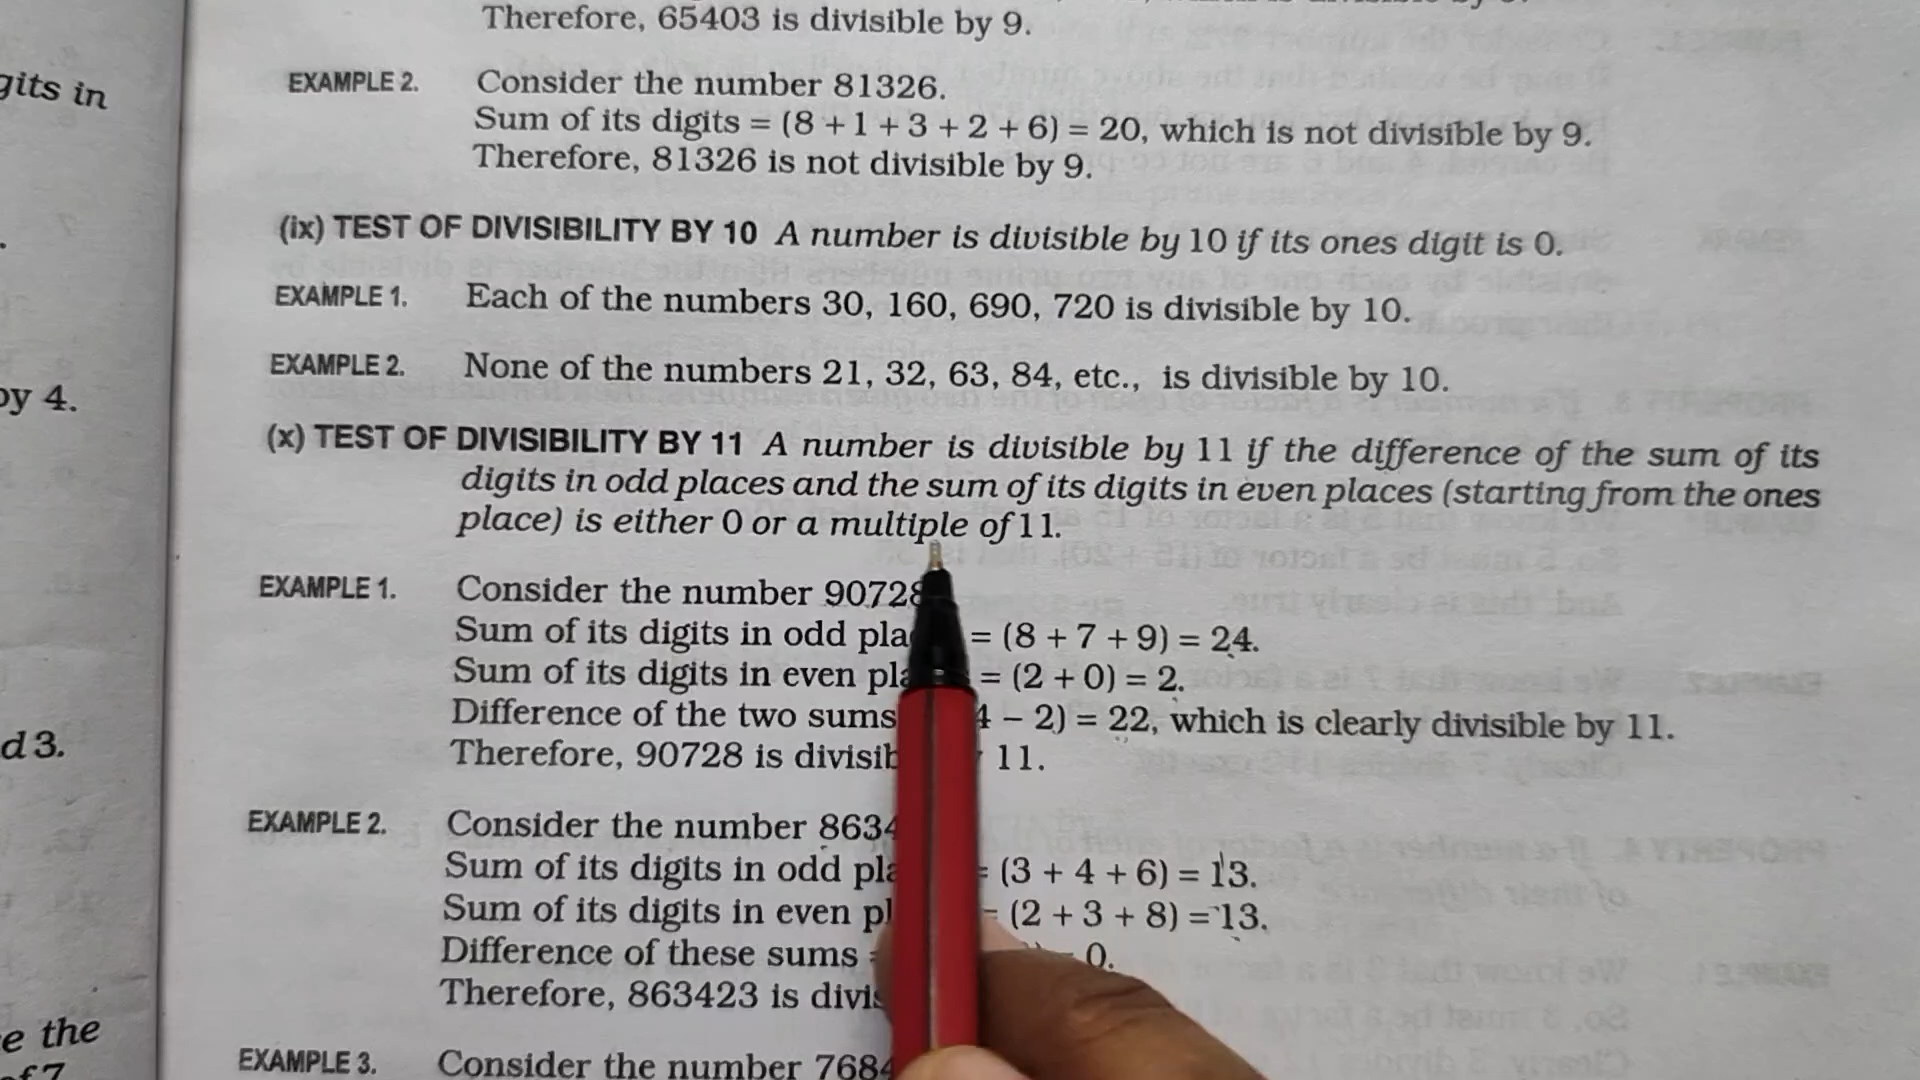 Therefore, 65403 is divisible by 9.
gits in
EXAMPLE 2. Consider the number 81326.
Sum of its digits = (8 + 1 + 3 + 2 + 6) = 20, which is not divisible by 9.
Therefore, 81326 is not divisible by 9.
(ix) TEST OF DIVISIBILITY BY 10 A number is divisible by 10 if its ones digit is 0.
EXAMPLE 1. Each of the numbers 30, 160, 690, 720 is divisible by 10.
EXAMPLE 2. None of the numbers 21, 32, 63, 84, etc., is divisible by 10.
by 4.
(x) TEST OF DIVISIBILITY BY 11 A number is divisible by 11 if the difference of the sum of its
digits in odd places and the sum of its digits in even places (starting from the ones
place) is either 0 or a multiple of 11.
EXAMPLE 1. Consider the number 90728
Sum of its digits in odd pla = (8 + 7 + 9) = 24.
Sum of its digits in even pla = (2 + 0) = 2.
Difference of the two sums 4 – 2) = 22, which is clearly divisible by 11.
d 3.
Therefore, 90728 is divisib 11.
EXAMPLE 2. Consider the number 8634
Sum of its digits in odd pla = (3 + 4 + 6) = 13.
Sum of its digits in even pl = (2 + 3 + 8) = 13.
Difference of these sums = 0.
Therefore, 863423 is divis
e the
EXAMPLE 3. Consider the number 7684
of 7